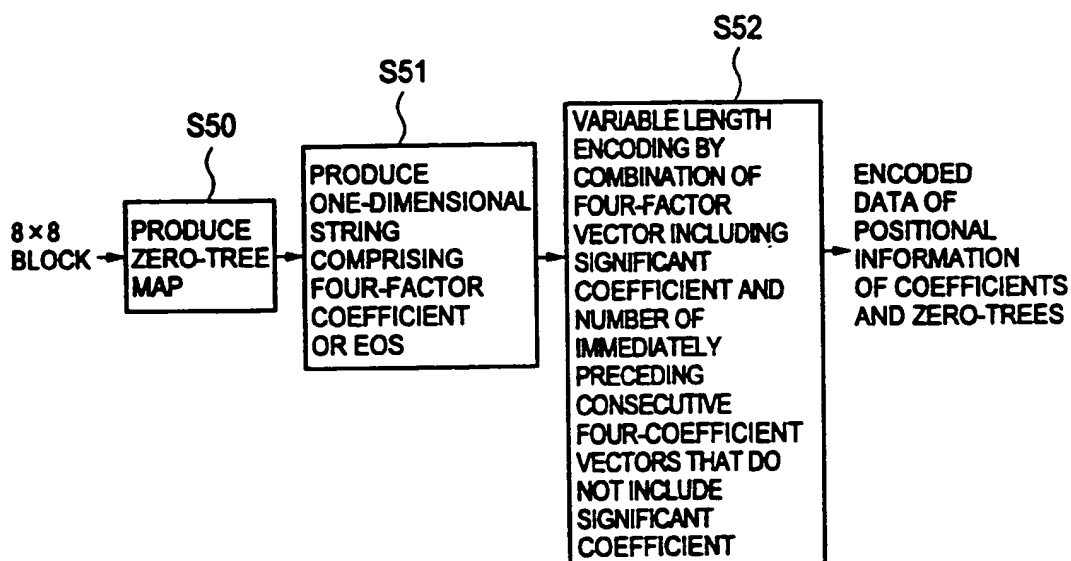 8×8
BLOCK
S50
PRODUCE
ZERO-TREE
MAP
S51
PRODUCE
ONE-DIMENSIONAL
STRING
COMPRISING
FOUR-FACTOR
COEFFICIENT
OR EOS
S52
VARIABLE LENGTH
ENCODING BY
COMBINATION OF
FOUR-FACTOR
VECTOR INCLUDING
SIGNIFICANT
COEFFICIENT AND
NUMBER OF
IMMEDIATELY
PRECEDING
CONSECUTIVE
FOUR-COEFFICIENT
VECTORS THAT DO
NOT INCLUDE
SIGNIFICANT
COEFFICIENT
ENCODED
DATA OF
POSITIONAL
INFORMATION
OF COEFFICIENTS
AND ZERO-TREES